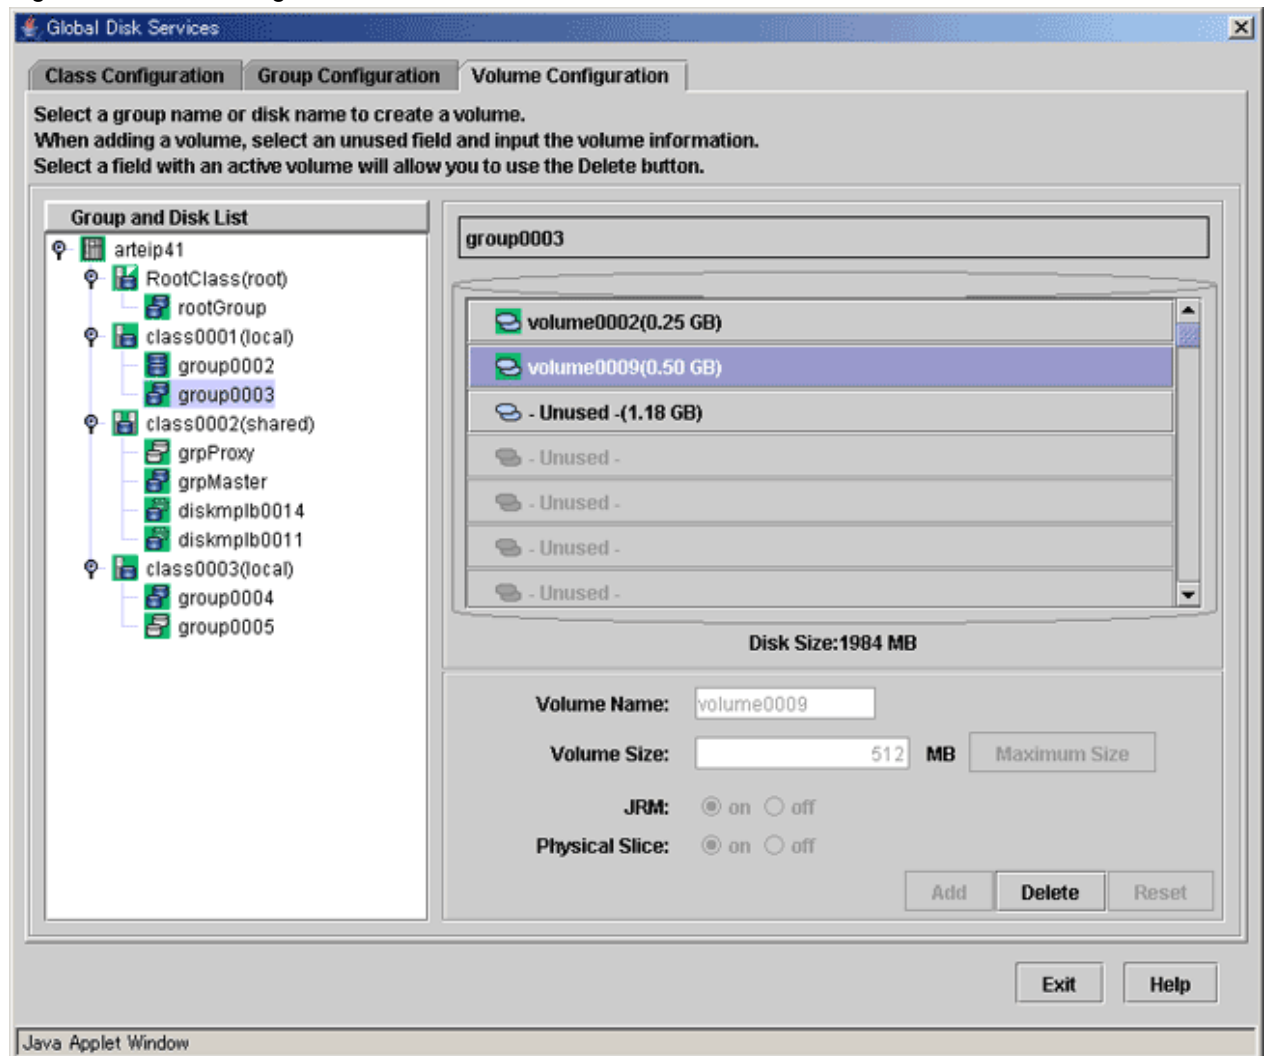 Global Disk Services
Class Configuration
Group Configuration
Volume Configuration
Select a group name or disk name to create a volume.
When adding a volume, select an unused field and input the volume information.
Select a field with an active volume will allow you to use the Delete button.
Group and Disk List
arteip41
RootClass(root)
rootGroup
class0001(local)
group0002
group0003
class0002(shared)
grpProxy
grpMaster
diskmplb0014
diskmplb0011
class0003(local)
group0004
group0005
group0003
volume0002(0.25 GB)
volume0009(0.50 GB)
- Unused -(1.18 GB)
- Unused -
- Unused -
- Unused -
- Unused -
Disk Size:1984 MB
Volume Name: volume0009
Volume Size: 512 MB Maximum Size
JRM: on off
Physical Slice: on off
Add Delete Reset
Exit Help
Java Applet Window